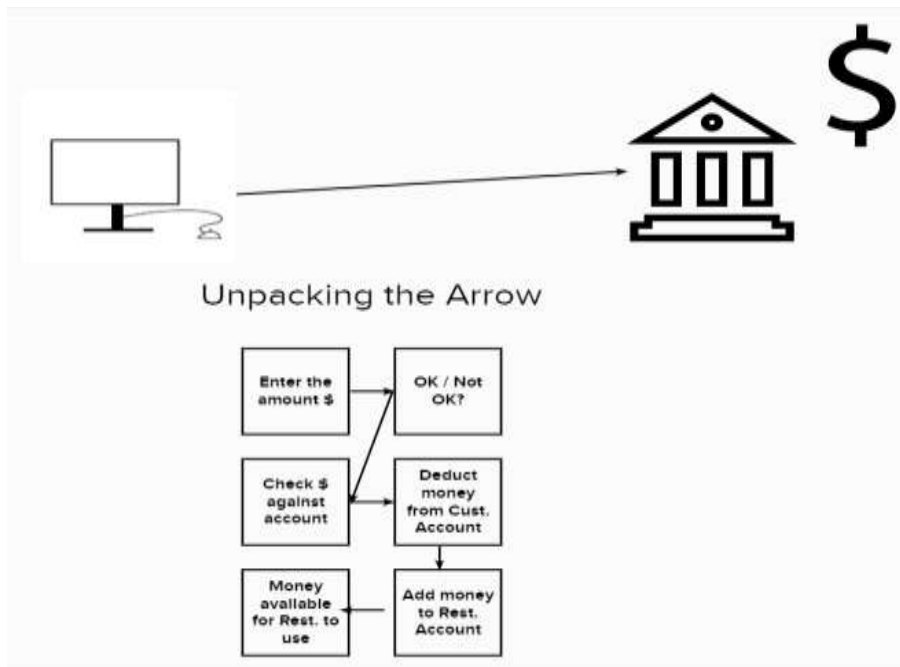 $
Unpacking the Arrow
Enter the
amount $
OK / Not
OK?
Check $
against
account
Deduct
money
from Cust.
Account
Money
available
for Rest. to
use
Add money
to Rest.
Account